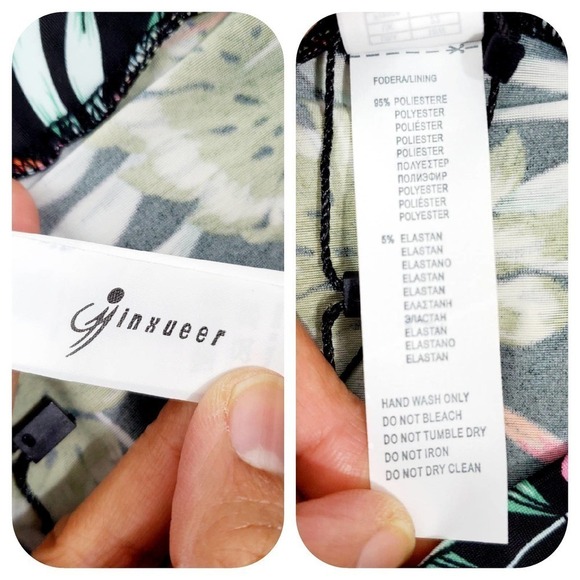 jinxueer
FODERA/LINING
95% POLIESTERE
POLYESTER
POLIÉSTER
POLIESTER
POLIESTER
ΠΟΛΥΕΣΤΕΡ
ПОЛИЭФИР
POLYESTER
POLIÉSTER
POLYESTER
5% ELASTAN
ELASTAN
ELASTANO
ELASTAN
ELASTAN
ΕΛΑΣΤΑΝΗ
ЭЛАСТАН
ELASTAN
ELASTANO
ELASTAN
HAND WASH ONLY
DO NOT BLEACH
DO NOT TUMBLE DRY
DO NOT IRON
DO NOT DRY CLEAN